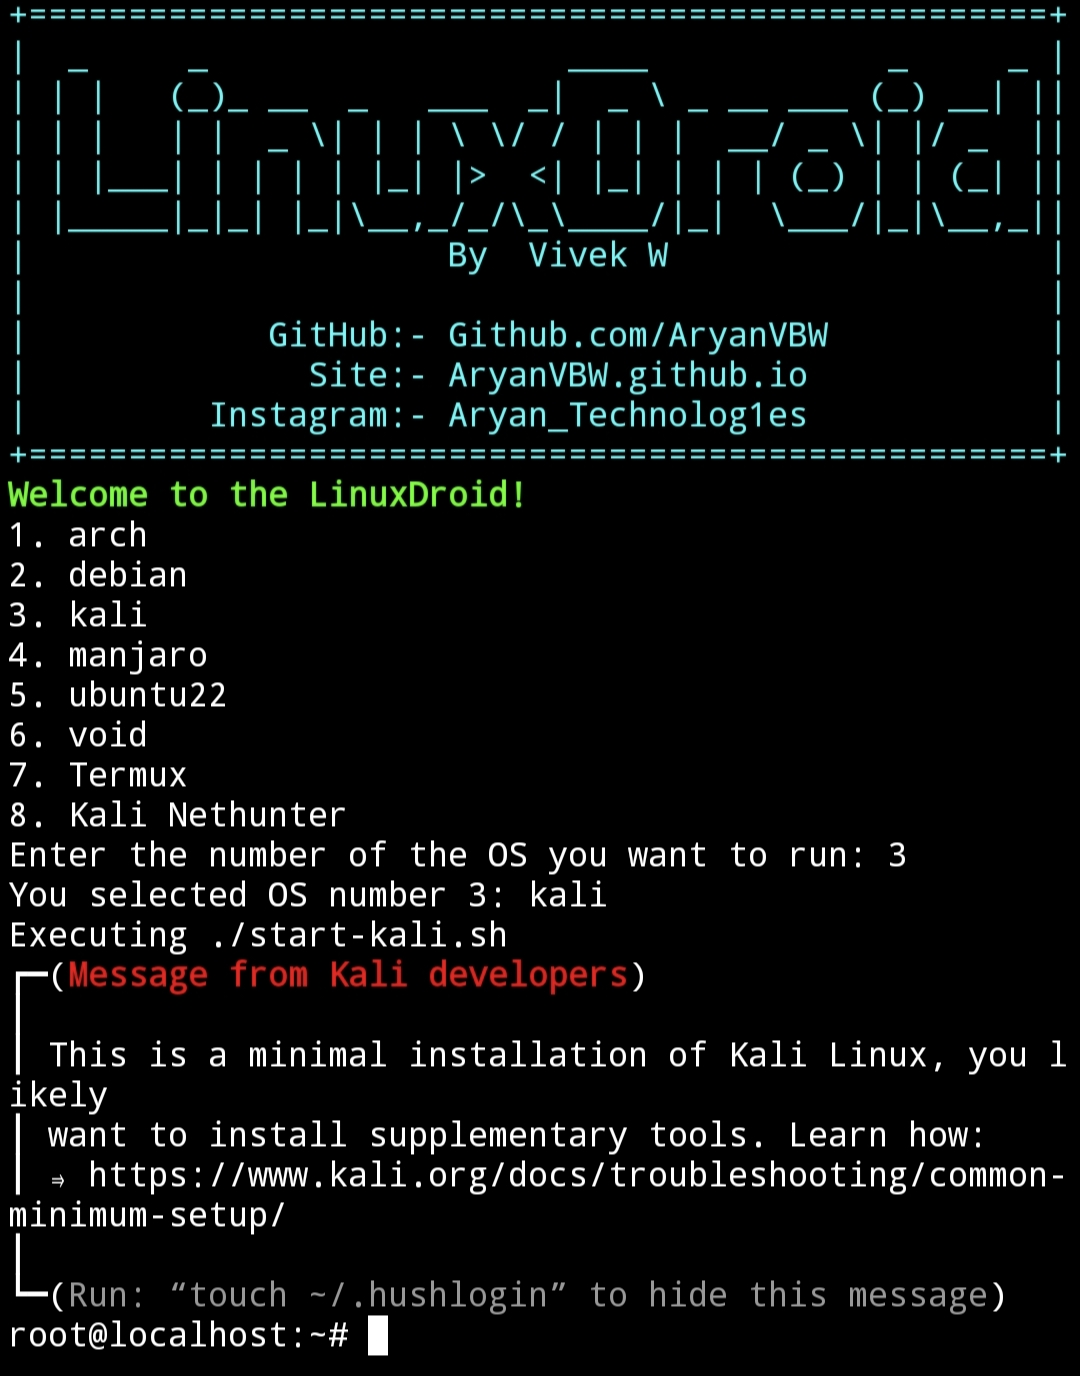 LinuxDroid
By Vivek W
GitHub:- Github.com/AryanVBW
Site:- AryanVBW.github.io
Instagram:- Aryan_Technolog1es
Welcome to the LinuxDroid!
1. arch
2. debian
3. kali
4. manjaro
5. ubuntu22
6. void
7. Termux
8. Kali Nethunter
Enter the number of the OS you want to run: 3
You selected OS number 3: kali
Executing ./start-kali.sh
(Message from Kali developers)
This is a minimal installation of Kali Linux, you l
ikely
want to install supplementary tools. Learn how:
⇒ https://www.kali.org/docs/troubleshooting/common-
minimum-setup/
(Run: “touch ~/.hushlogin” to hide this message)
root@localhost:~#